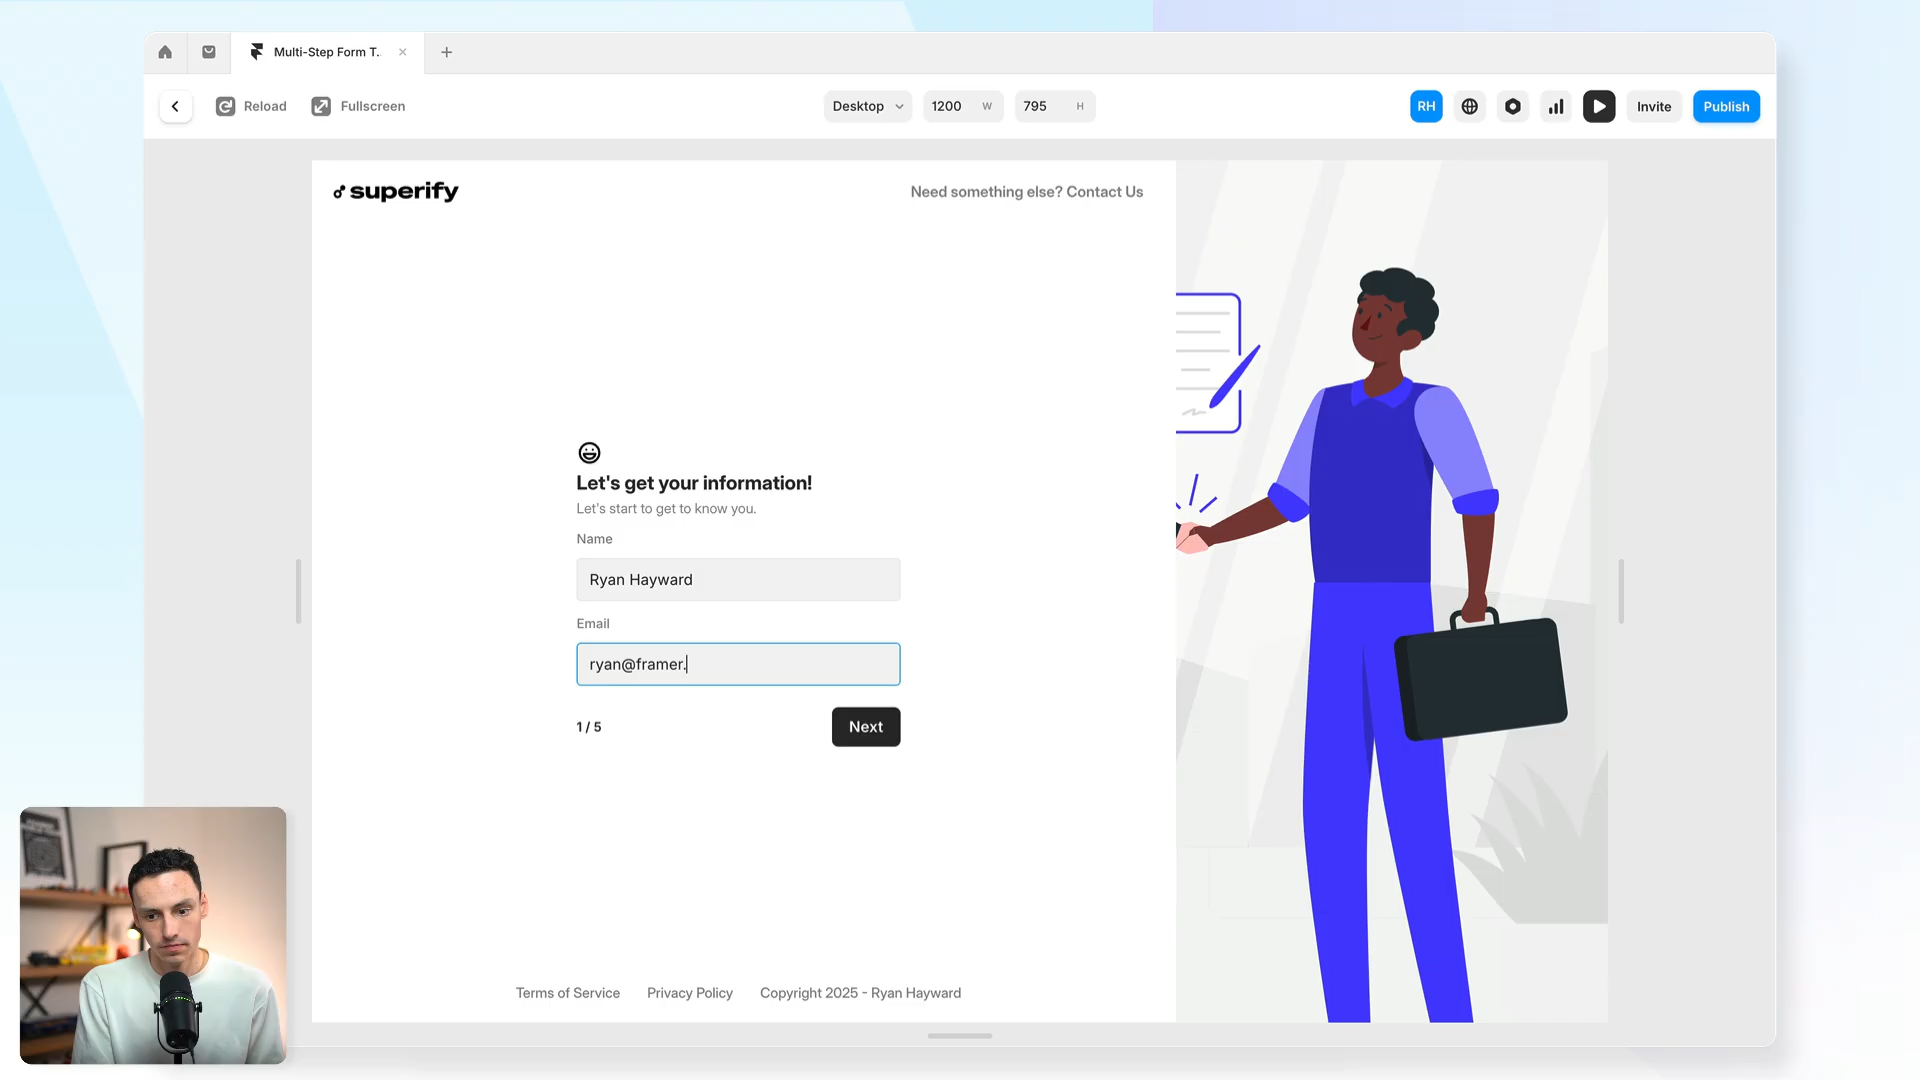 Multi-Step Form T.
Reload
Fullscreen
Desktop
1200 W
795 H
RH
Invite
Publish
superify
Need something else? Contact Us
Let's get your information!
Let's start to get to know you.
Name
Ryan Hayward
Email
ryan@framer.
1 / 5
Next
Terms of Service
Privacy Policy
Copyright 2025 - Ryan Hayward